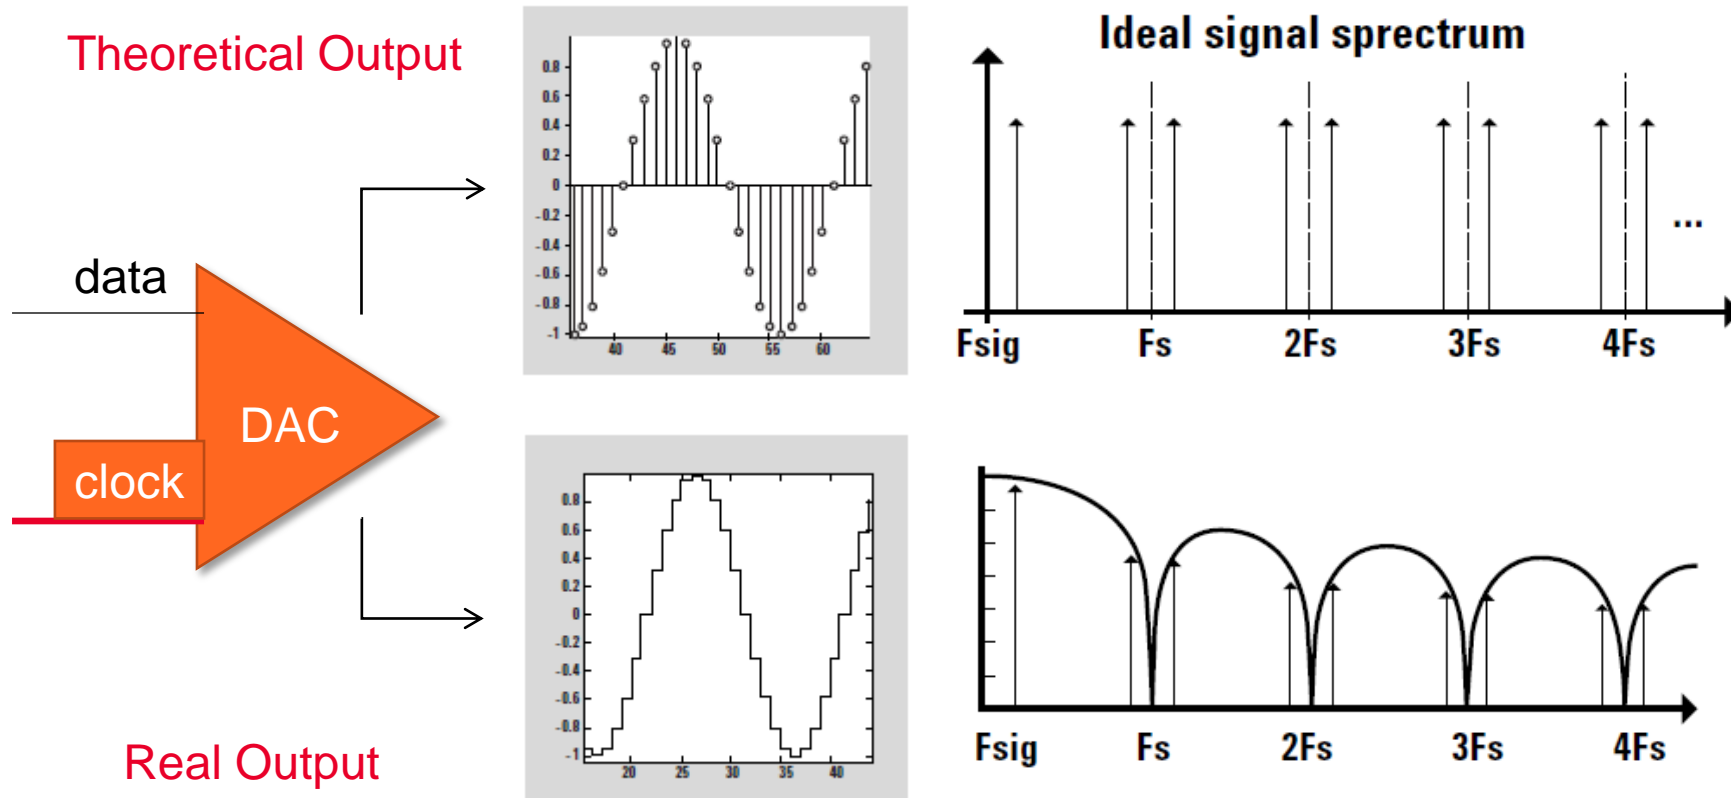 Theoretical Output
data
DAC
clock
Real Output
0.8
0.6
0.4
0.2
0
-0.2
-0.4
-0.6
-0.8
-1
40 45 50 55 60
Ideal signal sprectrum
...
Fsig Fs 2Fs 3Fs 4Fs
0.8
0.6
0.4
0.2
0
-0.2
-0.4
-0.6
-0.8
-1
20 25 30 35 40
Fsig Fs 2Fs 3Fs 4Fs